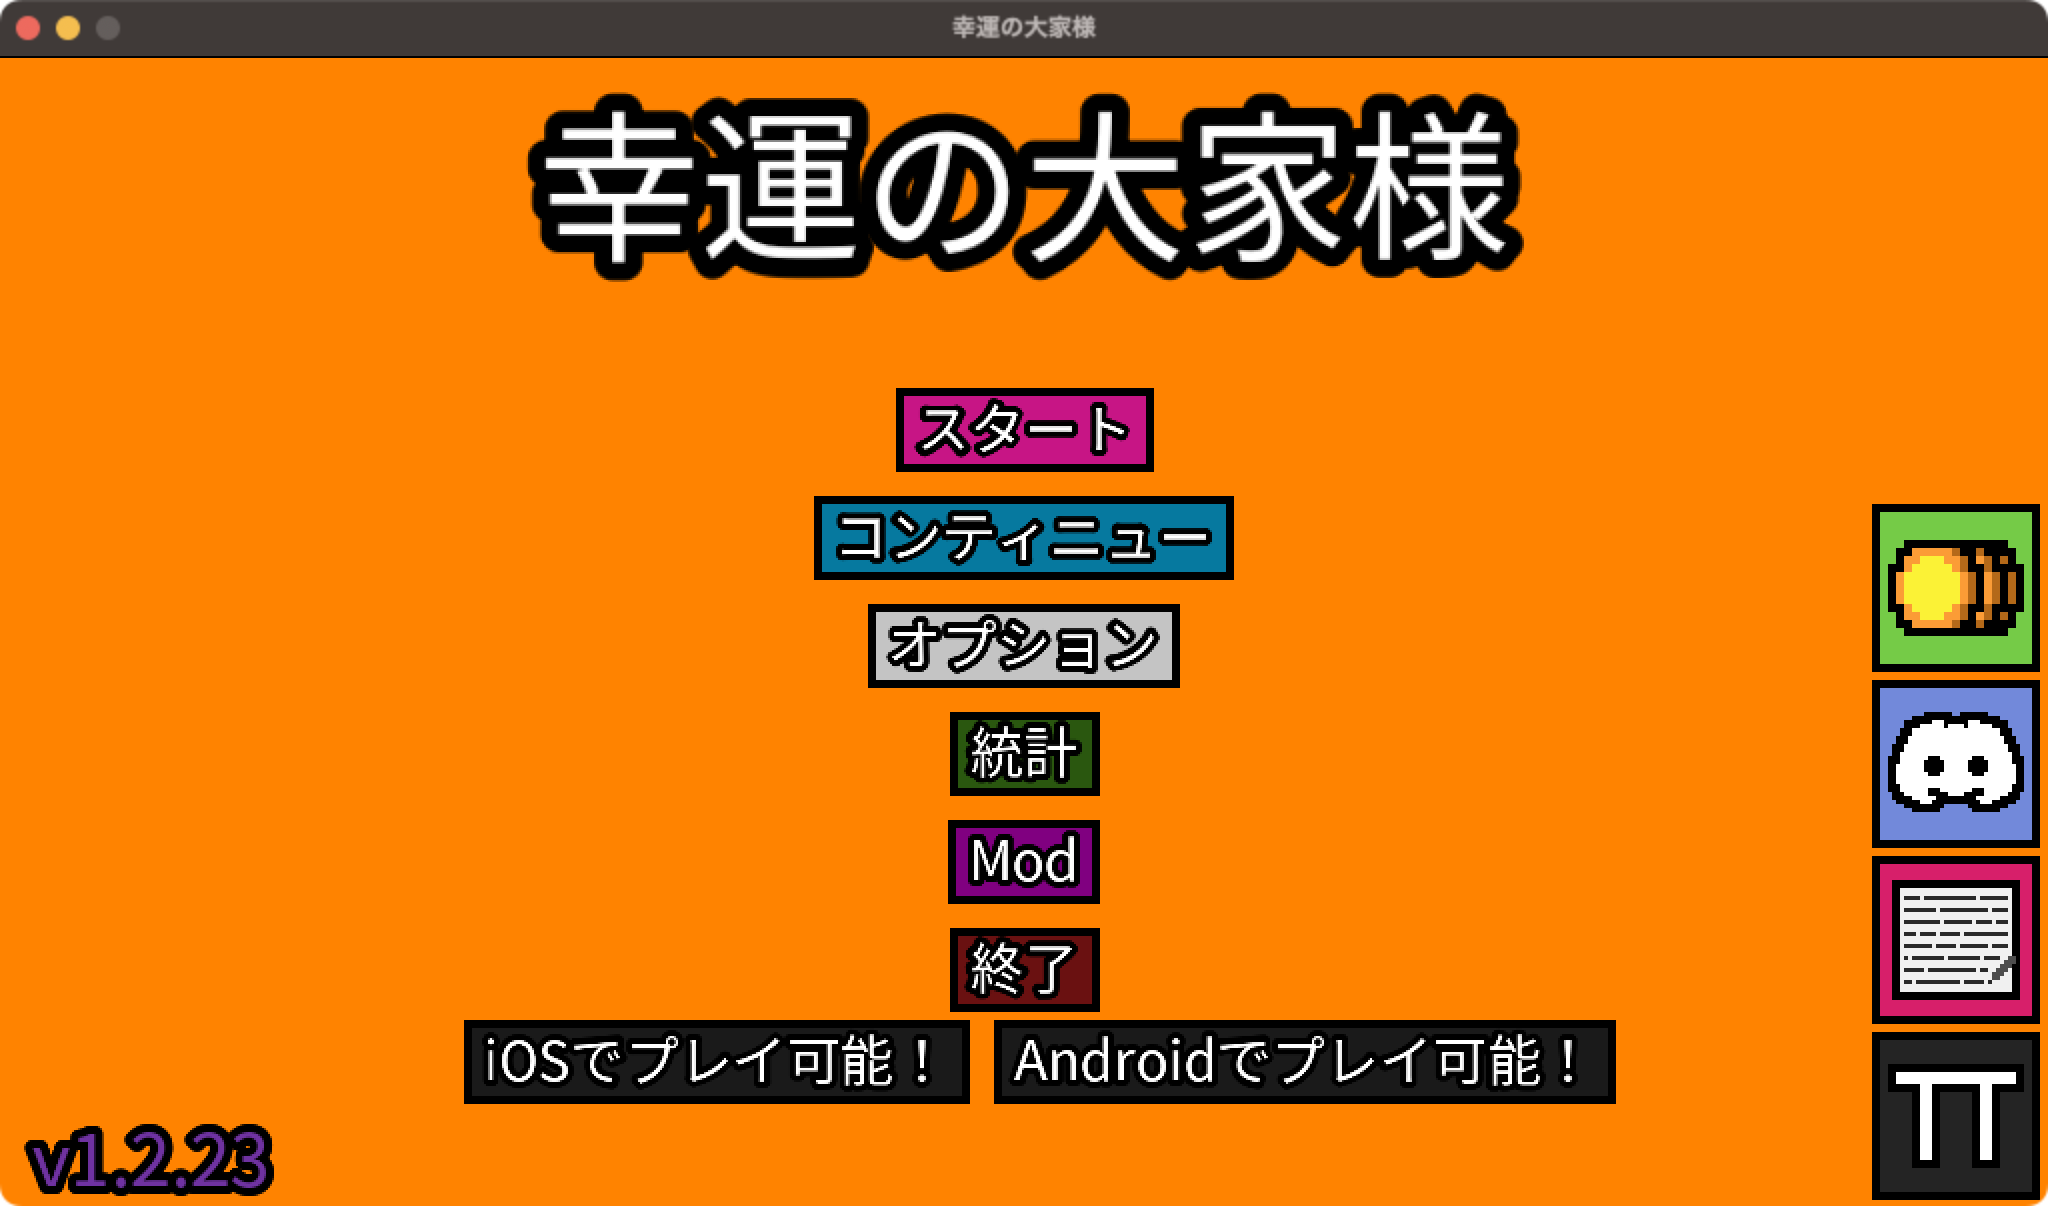 幸運の大家様
幸運の大家様
スタート
コンティニュー
オプション
統計
Mod
終了
iOSでプレイ可能！
Androidでプレイ可能！
v1.2.23